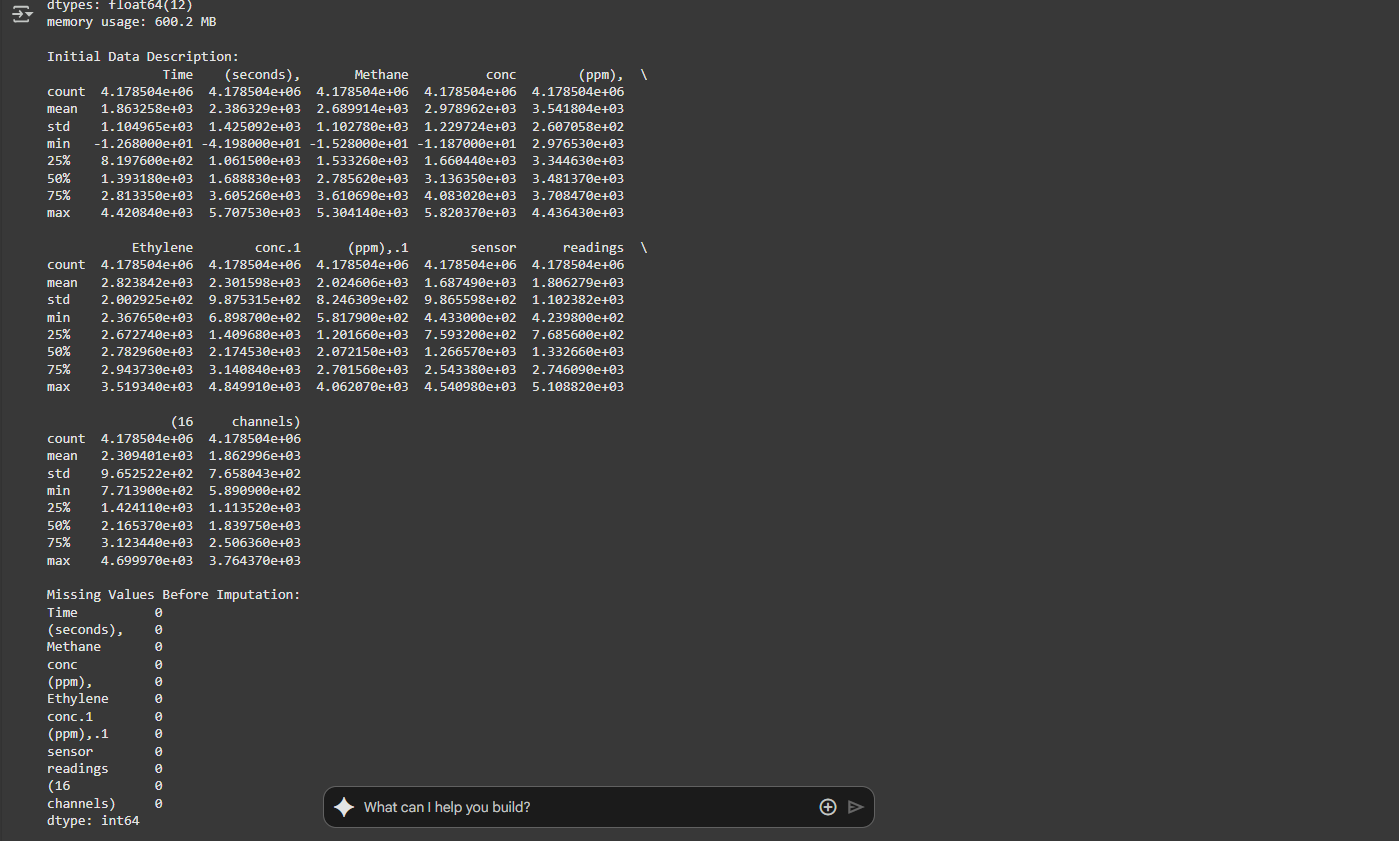 dtypes: float64(12)
memory usage: 600.2 MB
Initial Data Description:
Time (seconds), Methane conc (ppm), \
count 4.178504e+06 4.178504e+06 4.178504e+06 4.178504e+06 4.178504e+06
mean 1.863258e+03 2.386329e+03 2.689914e+03 2.978962e+03 3.541804e+03
std 1.104965e+03 1.425092e+03 1.102780e+03 1.229724e+03 2.607058e+02
min -1.268000e+01 -4.198000e+01 -1.528000e+01 -1.187000e+01 2.976530e+03
25% 8.197600e+02 1.061500e+03 1.533260e+03 1.660440e+03 3.344630e+03
50% 1.393180e+03 1.688830e+03 2.785620e+03 3.136350e+03 3.481370e+03
75% 2.813350e+03 3.605260e+03 3.610690e+03 4.083020e+03 3.708470e+03
max 4.420840e+03 5.707530e+03 5.304140e+03 5.820370e+03 4.436430e+03
Ethylene conc.1 (ppm),.1 sensor readings \
count 4.178504e+06 4.178504e+06 4.178504e+06 4.178504e+06 4.178504e+06
mean 2.823842e+03 2.301598e+03 2.024606e+03 1.687490e+03 1.806279e+03
std 2.002925e+02 9.875315e+02 8.246309e+02 9.865598e+02 1.102382e+03
min 2.367650e+03 6.898700e+02 5.817900e+02 4.433000e+02 4.239800e+02
25% 2.672740e+03 1.409680e+03 1.201660e+03 7.593200e+02 7.685600e+02
50% 2.782960e+03 2.174530e+03 2.072150e+03 1.266570e+03 1.332660e+03
75% 2.943730e+03 3.140840e+03 2.701560e+03 2.543380e+03 2.746090e+03
max 3.519340e+03 4.849910e+03 4.062070e+03 4.540980e+03 5.108820e+03
(16 channels)
count 4.178504e+06 4.178504e+06
mean 2.309401e+03 1.862996e+03
std 9.652522e+02 7.658043e+02
min 7.713900e+02 5.890900e+02
25% 1.424110e+03 1.113520e+03
50% 2.165370e+03 1.839750e+03
75% 3.123440e+03 2.506360e+03
max 4.699970e+03 3.764370e+03
Missing Values Before Imputation:
Time 0
(seconds), 0
Methane 0
conc 0
(ppm), 0
Ethylene 0
conc.1 0
(ppm),.1 0
sensor 0
readings 0
(16 0
channels) 0
dtype: int64
What can I help you build?